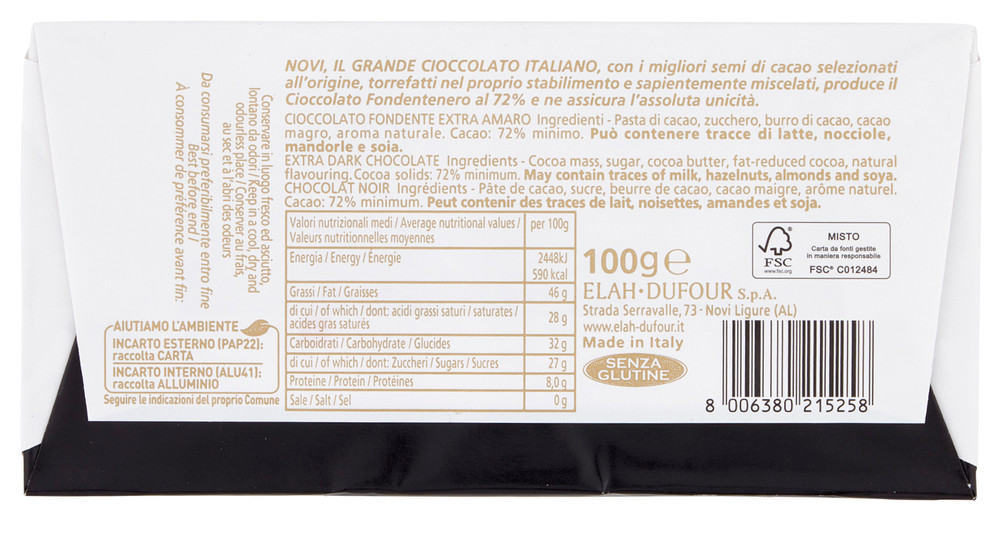 NOVI, IL GRANDE CIOCCOLATO ITALIANO, con i migliori semi di cacao selezionati
all'origine, torrefatti nel proprio stabilimento e sapientemente miscelati, produce il
Cioccolato Fondentenero al 72% e ne assicura l'assoluta unicità.
CIOCCOLATO FONDENTE EXTRA AMARO Ingredienti - Pasta di cacao, zucchero, burro di cacao, cacao
magro, aroma naturale. Cacao: 72% minimo. Può contenere tracce di latte, nocciole,
mandorle e soia.
EXTRA DARK CHOCOLATE Ingredients - Cocoa mass, sugar, cocoa butter, fat-reduced cocoa, natural
flavouring. Cocoa solids: 72% minimum. May contain traces of milk, hazelnuts, almonds and soya.
CHOCOLAT NOIR Ingrédients - Pâte de cacao, sucre, beurre de cacao, cacao maigre, arôme naturel.
Cacao: 72% minimum. Peut contenir des traces de lait, noisettes, amandes et soja.
Conservare in luogo fresco ed asciutto,
lontano da odori / Keep in a cool, dry and
odourless place / Conserver au frais,
au sec et à l'abri des odeurs
Da consumarsi preferibilmente entro fine
Best before end /
À consommer de préférence avant fin:
Valori nutrizionali medi / Average nutritional values /
Valeurs nutritionnelles moyennes
per 100g
Energia / Energy / Énergie
2448kJ
590 kcal
Grassi / Fat / Graisses
46 g
di cui / of which / dont: acidi grassi saturi / saturates /
acides gras saturés
28 g
Carboidrati / Carbohydrate / Glucides
32 g
di cui / of which / dont: Zuccheri / Sugars / Sucres
27 g
Proteine / Protein / Protéines
8,0 g
Sale / Salt / Sel
0 g
AIUTIAMO L'AMBIENTE
INCARTO ESTERNO (PAP22):
raccolta CARTA
INCARTO INTERNO (ALU41):
raccolta ALLUMINIO
Seguire le indicazioni del proprio Comune
100g e
ELAH·DUFOUR S.p.A.
Strada Serravalle, 73 - Novi Ligure (AL)
www.elah-dufour.it
Made in Italy
SENZA
GLUTINE
FSC
www.fsc.org
MISTO
Carta da fonti gestite
in maniera responsabile
FSC® C012484
8 006380 215258